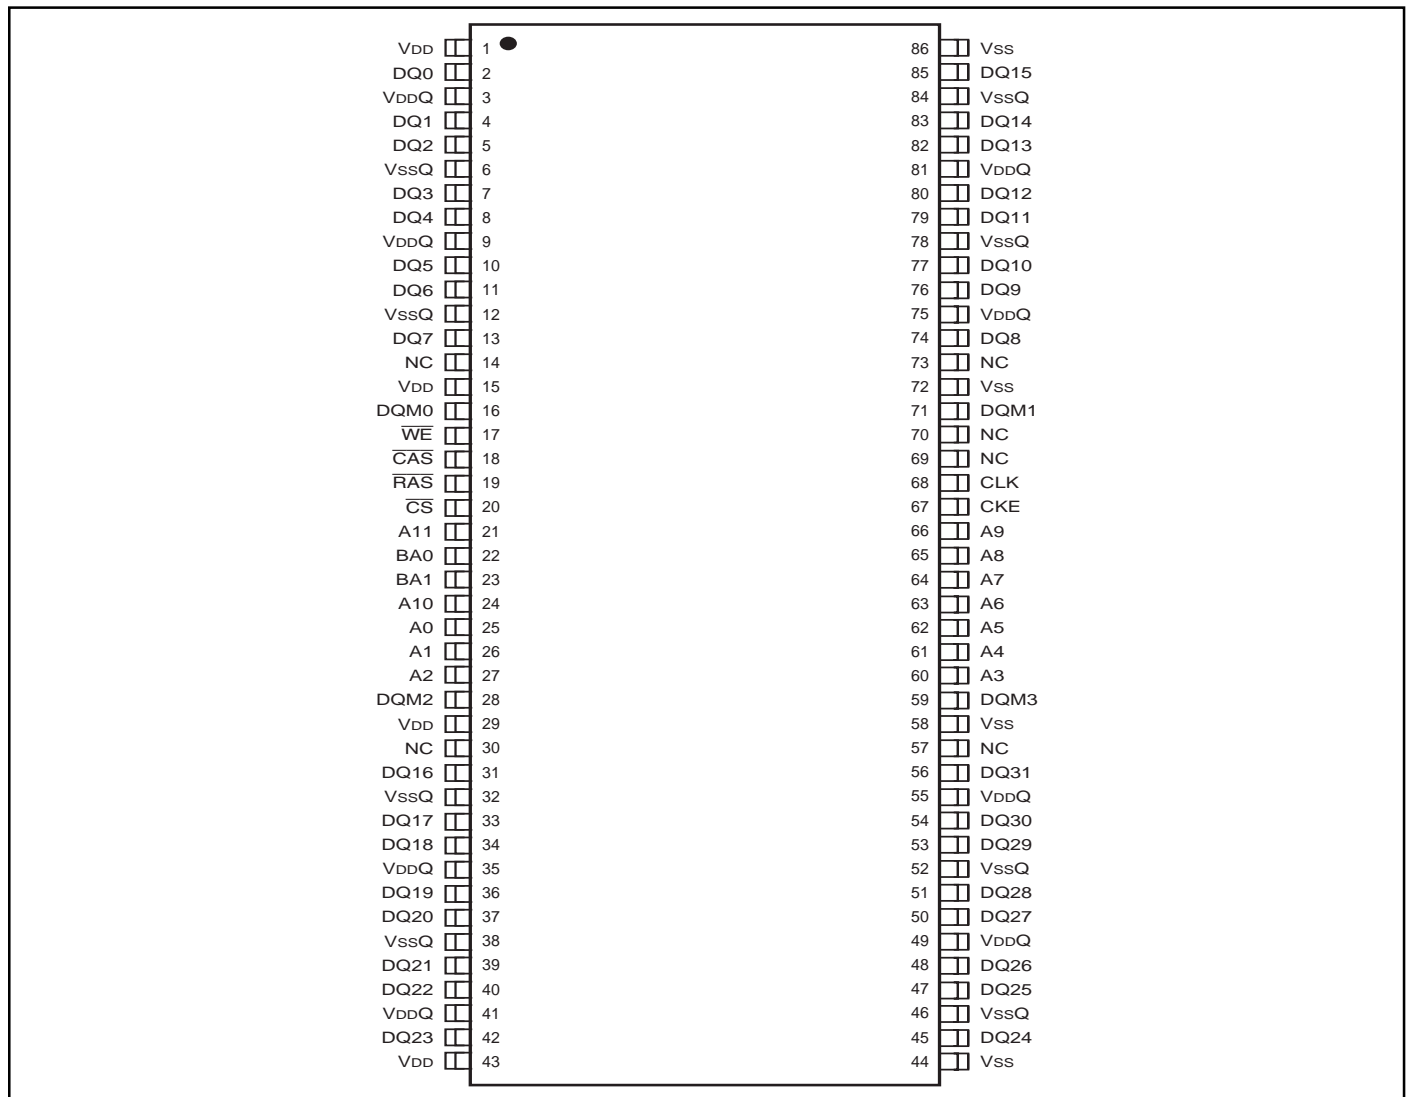 VDD 1 86 VSS
DQ0 2 85 DQ15
VDDQ 3 84 VSSQ
DQ1 4 83 DQ14
DQ2 5 82 DQ13
VSSQ 6 81 VDDQ
DQ3 7 80 DQ12
DQ4 8 79 DQ11
VDDQ 9 78 VSSQ
DQ5 10 77 DQ10
DQ6 11 76 DQ9
VSSQ 12 75 VDDQ
DQ7 13 74 DQ8
NC 14 73 NC
VDD 15 72 VSS
DQM0 16 71 DQM1
W̅E̅ 17 70 NC
C̅A̅S̅ 18 69 NC
R̅A̅S̅ 19 68 CLK
C̅S̅ 20 67 CKE
A11 21 66 A9
BA0 22 65 A8
BA1 23 64 A7
A10 24 63 A6
A0 25 62 A5
A1 26 61 A4
A2 27 60 A3
DQM2 28 59 DQM3
VDD 29 58 VSS
NC 30 57 NC
DQ16 31 56 DQ31
VSSQ 32 55 VDDQ
DQ17 33 54 DQ30
DQ18 34 53 DQ29
VDDQ 35 52 VSSQ
DQ19 36 51 DQ28
DQ20 37 50 DQ27
VSSQ 38 49 VDDQ
DQ21 39 48 DQ26
DQ22 40 47 DQ25
VDDQ 41 46 VSSQ
DQ23 42 45 DQ24
VDD 43 44 VSS